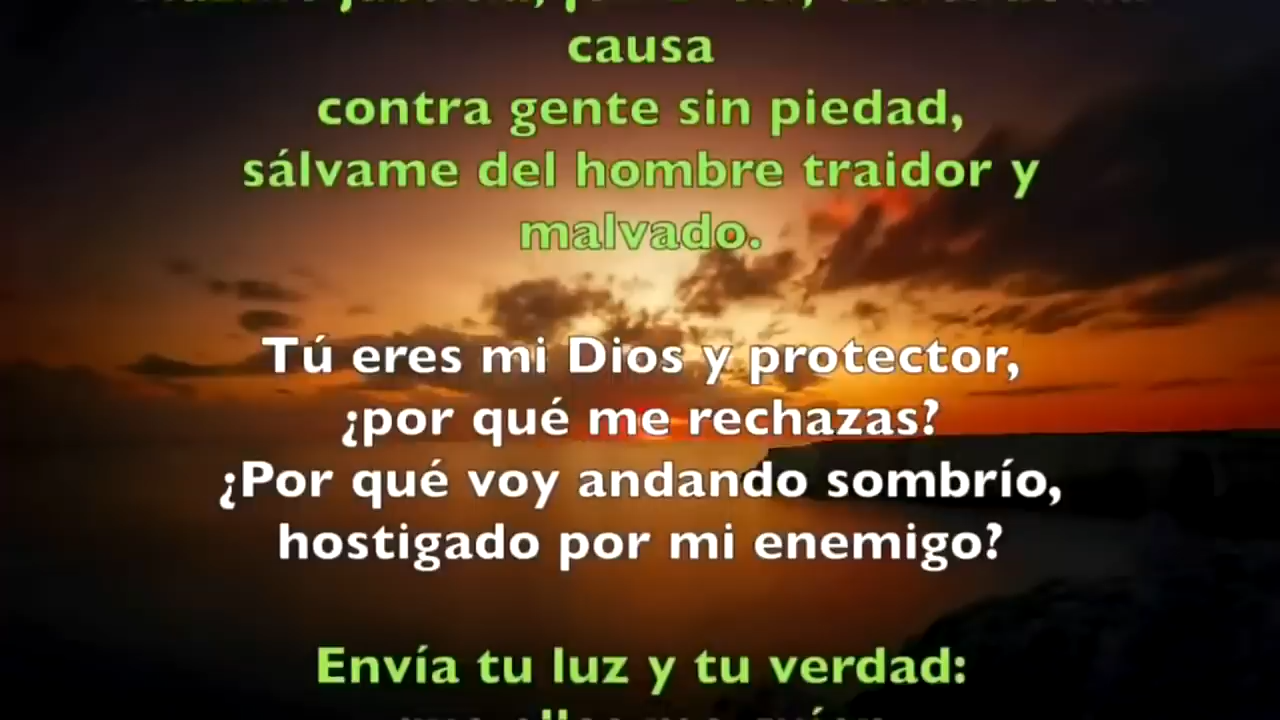 causa
contra gente sin piedad,
sálvame del hombre traidor y
malvado.
Tú eres mi Dios y protector,
¿por qué me rechazas?
¿Por qué voy andando sombrío,
hostigado por mi enemigo?
Envía tu luz y tu verdad: